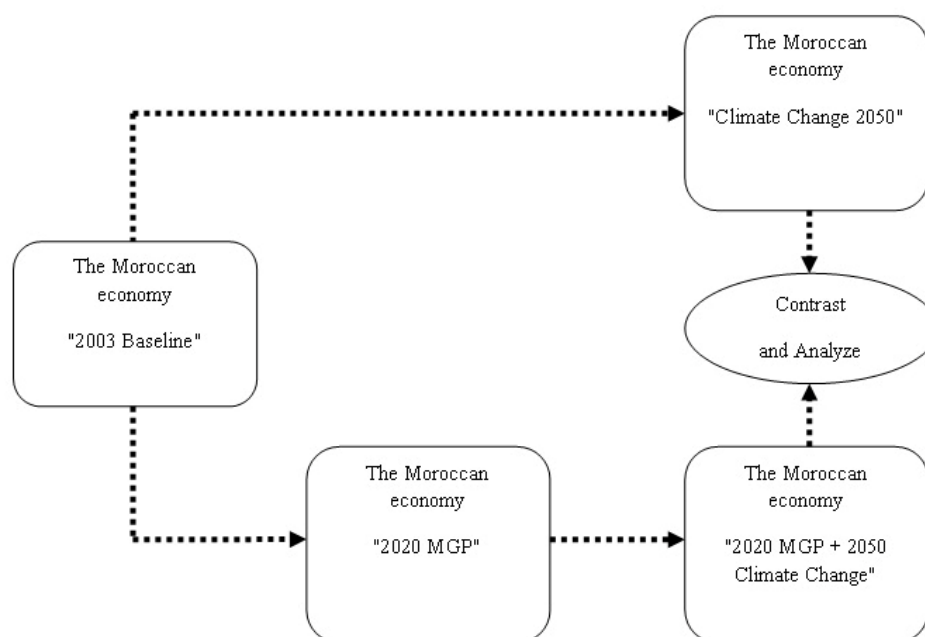 The Moroccan
economy
"Climate Change 2050"
The Moroccan
economy
"2003 Baseline"
Contrast
and Analyze
The Moroccan
economy
"2020 MGP"
The Moroccan
economy
"2020 MGP + 2050
Climate Change"